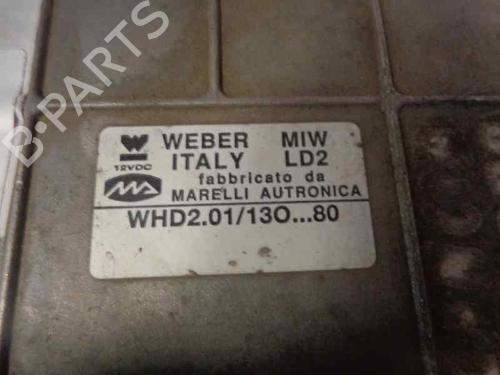 B-PARTS
WEBER MIW
12VDC ITALY LD2
fabbricato da
MARELLI AUTRONICA
WHD2.01/13O...80